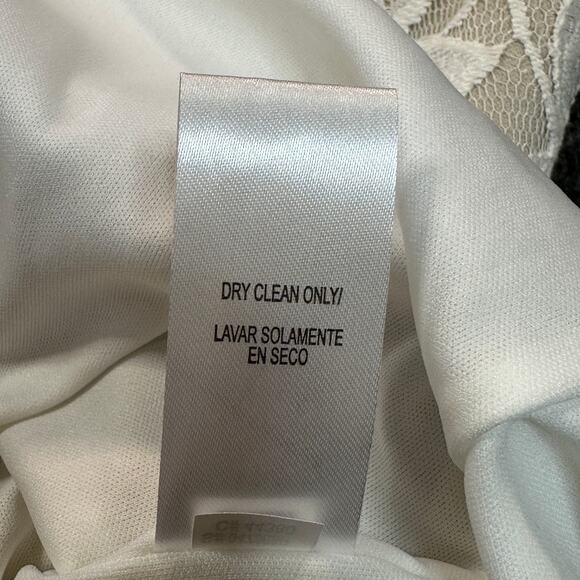 DRY CLEAN ONLY/
LAVAR SOLAMENTE
EN SECO